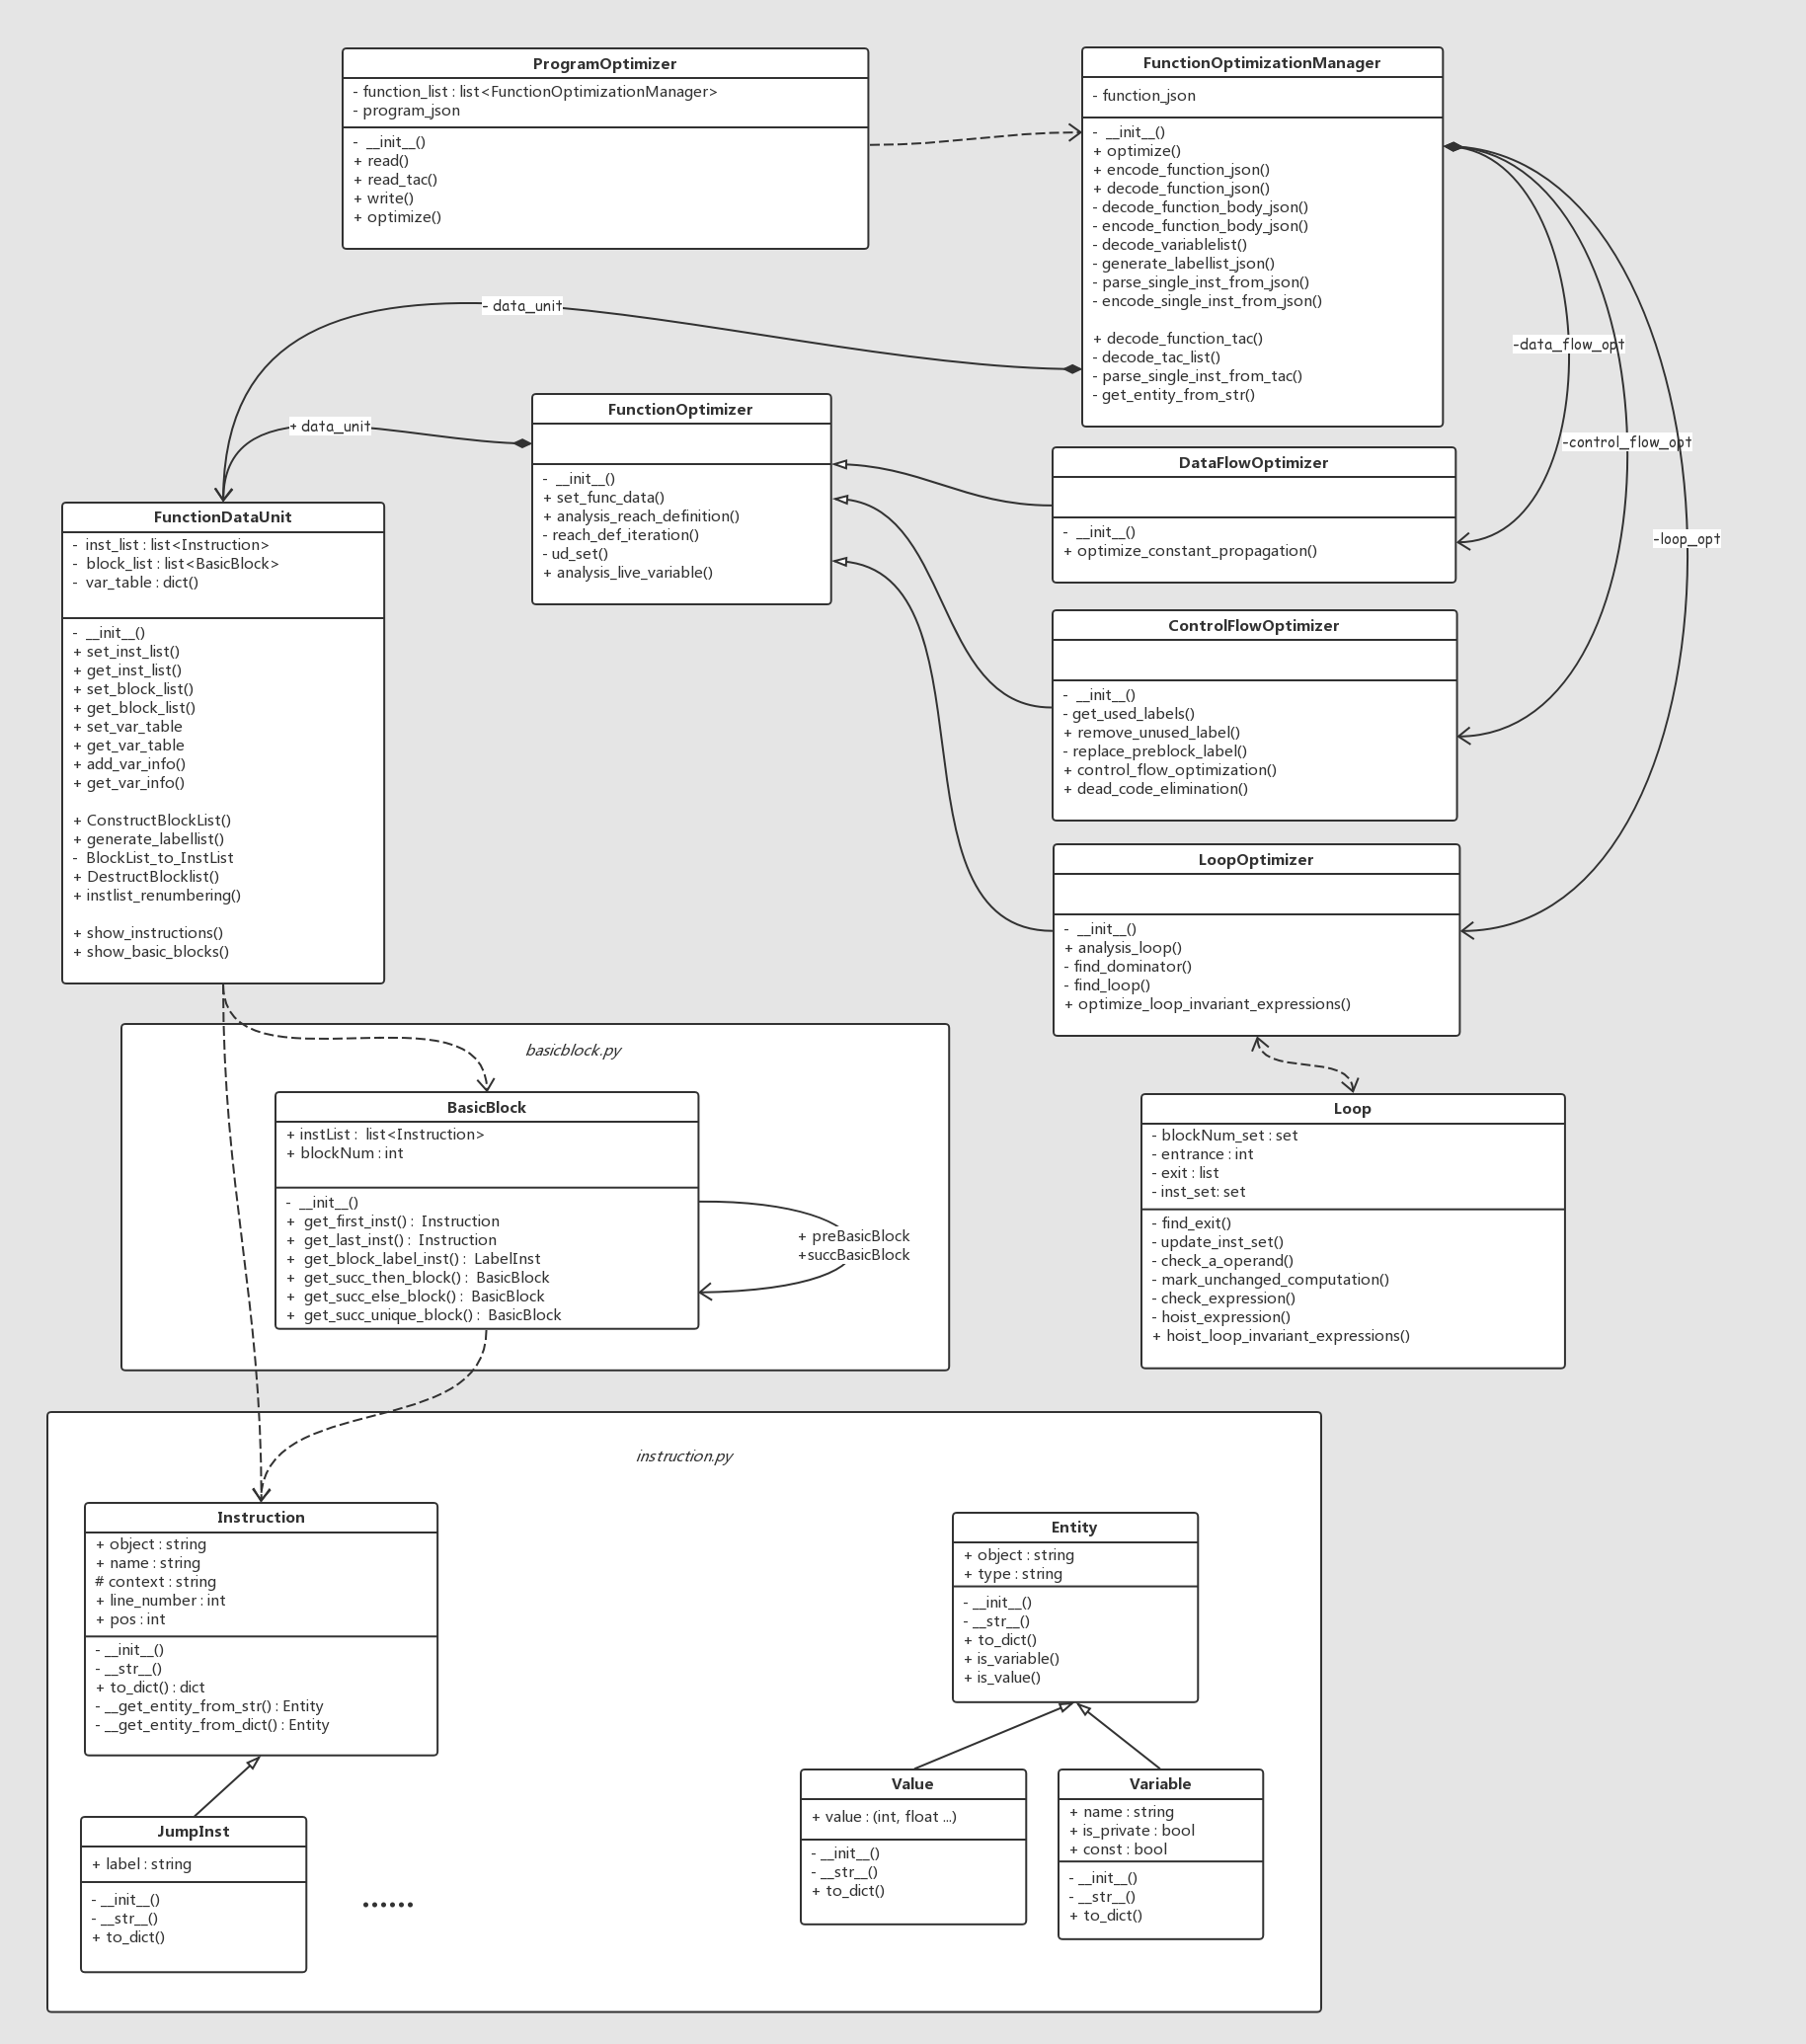 ProgramOptimizer
- function_list : list<FunctionOptimizationManager>
- program_json
- __init__()
+ read()
+ read_tac()
+ write()
+ optimize()
FunctionOptimizationManager
- function_json
- __init__()
+ optimize()
+ encode_function_json()
+ decode_function_json()
- decode_function_body_json()
- encode_function_body_json()
- decode_variablelist()
- generate_labellist_json()
- parse_single_inst_from_json()
- encode_single_inst_from_json()
+ decode_function_tac()
- decode_tac_list()
- parse_single_inst_from_tac()
- get_entity_from_str()
- data_unit
+ data_unit
-data_flow_opt
-control_flow_opt
-loop_opt
FunctionOptimizer
- __init__()
+ set_func_data()
+ analysis_reach_definition()
- reach_def_iteration()
- ud_set()
+ analysis_live_variable()
DataFlowOptimizer
- __init__()
+ optimize_constant_propagation()
FunctionDataUnit
- inst_list : list<Instruction>
- block_list : list<BasicBlock>
- var_table : dict()
- __init__()
+ set_inst_list()
+ get_inst_list()
+ set_block_list()
+ get_block_list()
+ set_var_table
+ get_var_table
+ add_var_info()
+ get_var_info()
+ ConstructBlockList()
+ generate_labellist()
- BlockList_to_InstList
+ DestructBlocklist()
+ instlist_renumbering()
+ show_instructions()
+ show_basic_blocks()
ControlFlowOptimizer
- __init__()
- get_used_labels()
+ remove_unused_label()
- replace_preblock_label()
+ control_flow_optimization()
+ dead_code_elimination()
LoopOptimizer
- __init__()
+ analysis_loop()
- find_dominator()
- find_loop()
+ optimize_loop_invariant_expressions()
basicblock.py
BasicBlock
+ instList : list<Instruction>
+ blockNum : int
- __init__()
+ get_first_inst() : Instruction
+ get_last_inst() : Instruction
+ get_block_label_inst() : LabelInst
+ get_succ_then_block() : BasicBlock
+ get_succ_else_block() : BasicBlock
+ get_succ_unique_block() : BasicBlock
+ preBasicBlock
+succBasicBlock
Loop
- blockNum_set : set
- entrance : int
- exit : list
- inst_set: set
- find_exit()
- update_inst_set()
- check_a_operand()
- mark_unchanged_computation()
- check_expression()
- hoist_expression()
+ hoist_loop_invariant_expressions()
instruction.py
Instruction
+ object : string
+ name : string
# context : string
+ line_number : int
+ pos : int
- __init__()
- __str__()
+ to_dict() : dict
- __get_entity_from_str() : Entity
- __get_entity_from_dict() : Entity
Entity
+ object : string
+ type : string
- __init__()
- __str__()
+ to_dict()
+ is_variable()
+ is_value()
JumpInst
+ label : string
- __init__()
- __str__()
+ to_dict()
......
Value
+ value : (int, float ...)
- __init__()
- __str__()
+ to_dict()
Variable
+ name : string
+ is_private : bool
+ const : bool
- __init__()
- __str__()
+ to_dict()